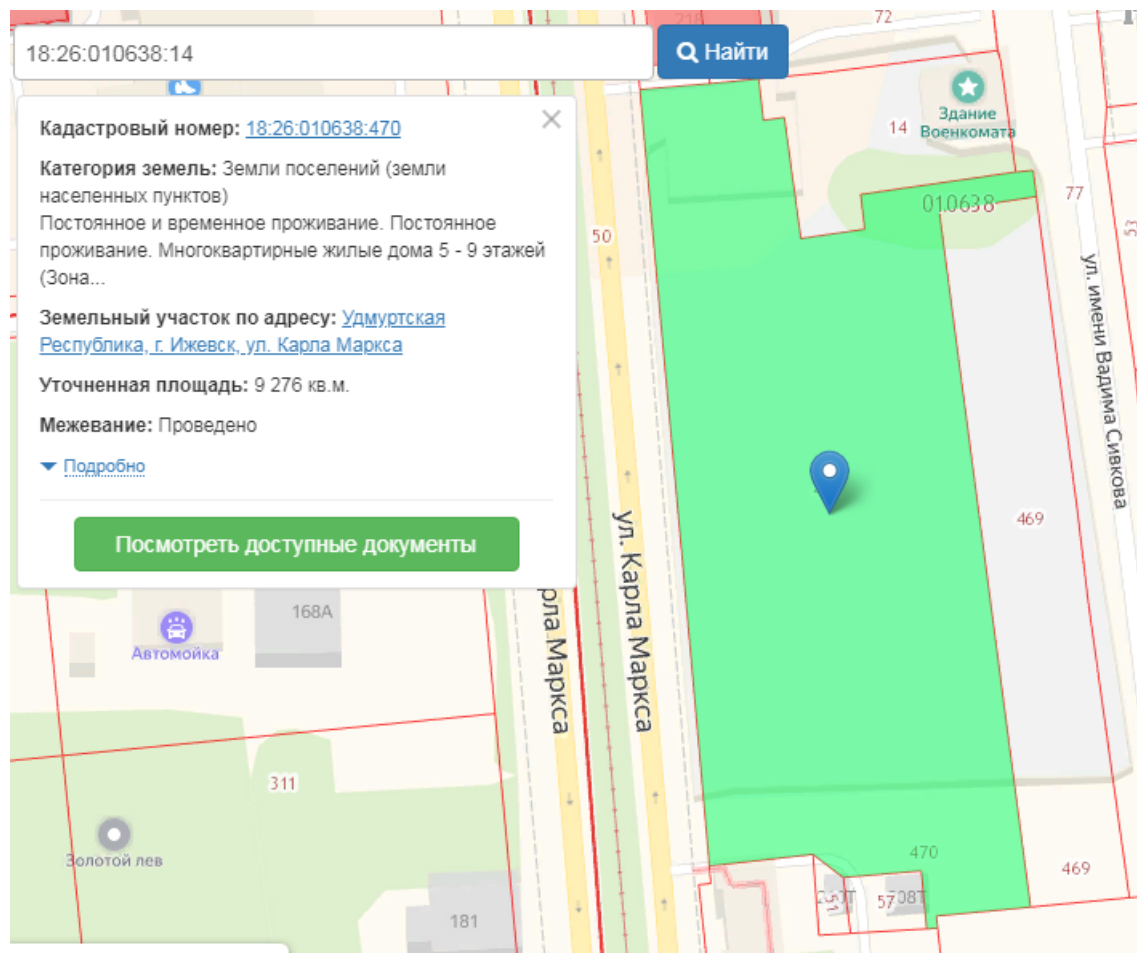 18:26:010638:14
Найти
Кадастровый номер: 18:26:010638:470
Категория земель: Земли поселений (земли
населенных пунктов)
Постоянное и временное проживание. Постоянное
проживание. Многоквартирные жилые дома 5 - 9 этажей
(Зона...
Земельный участок по адресу: Удмуртская
Республика, г. Ижевск, ул. Карла Маркса
Уточненная площадь: 9 276 кв.м.
Межевание: Проведено
Подробно
Посмотреть доступные документы
218
72
Здание
Военкомата
14
010638
77
53
50
ул. имени Вадима Сивкова
469
ул. Карла Маркса
рла Маркса
168А
Автомойка
311
Золотой лев
181
470
469
51
57